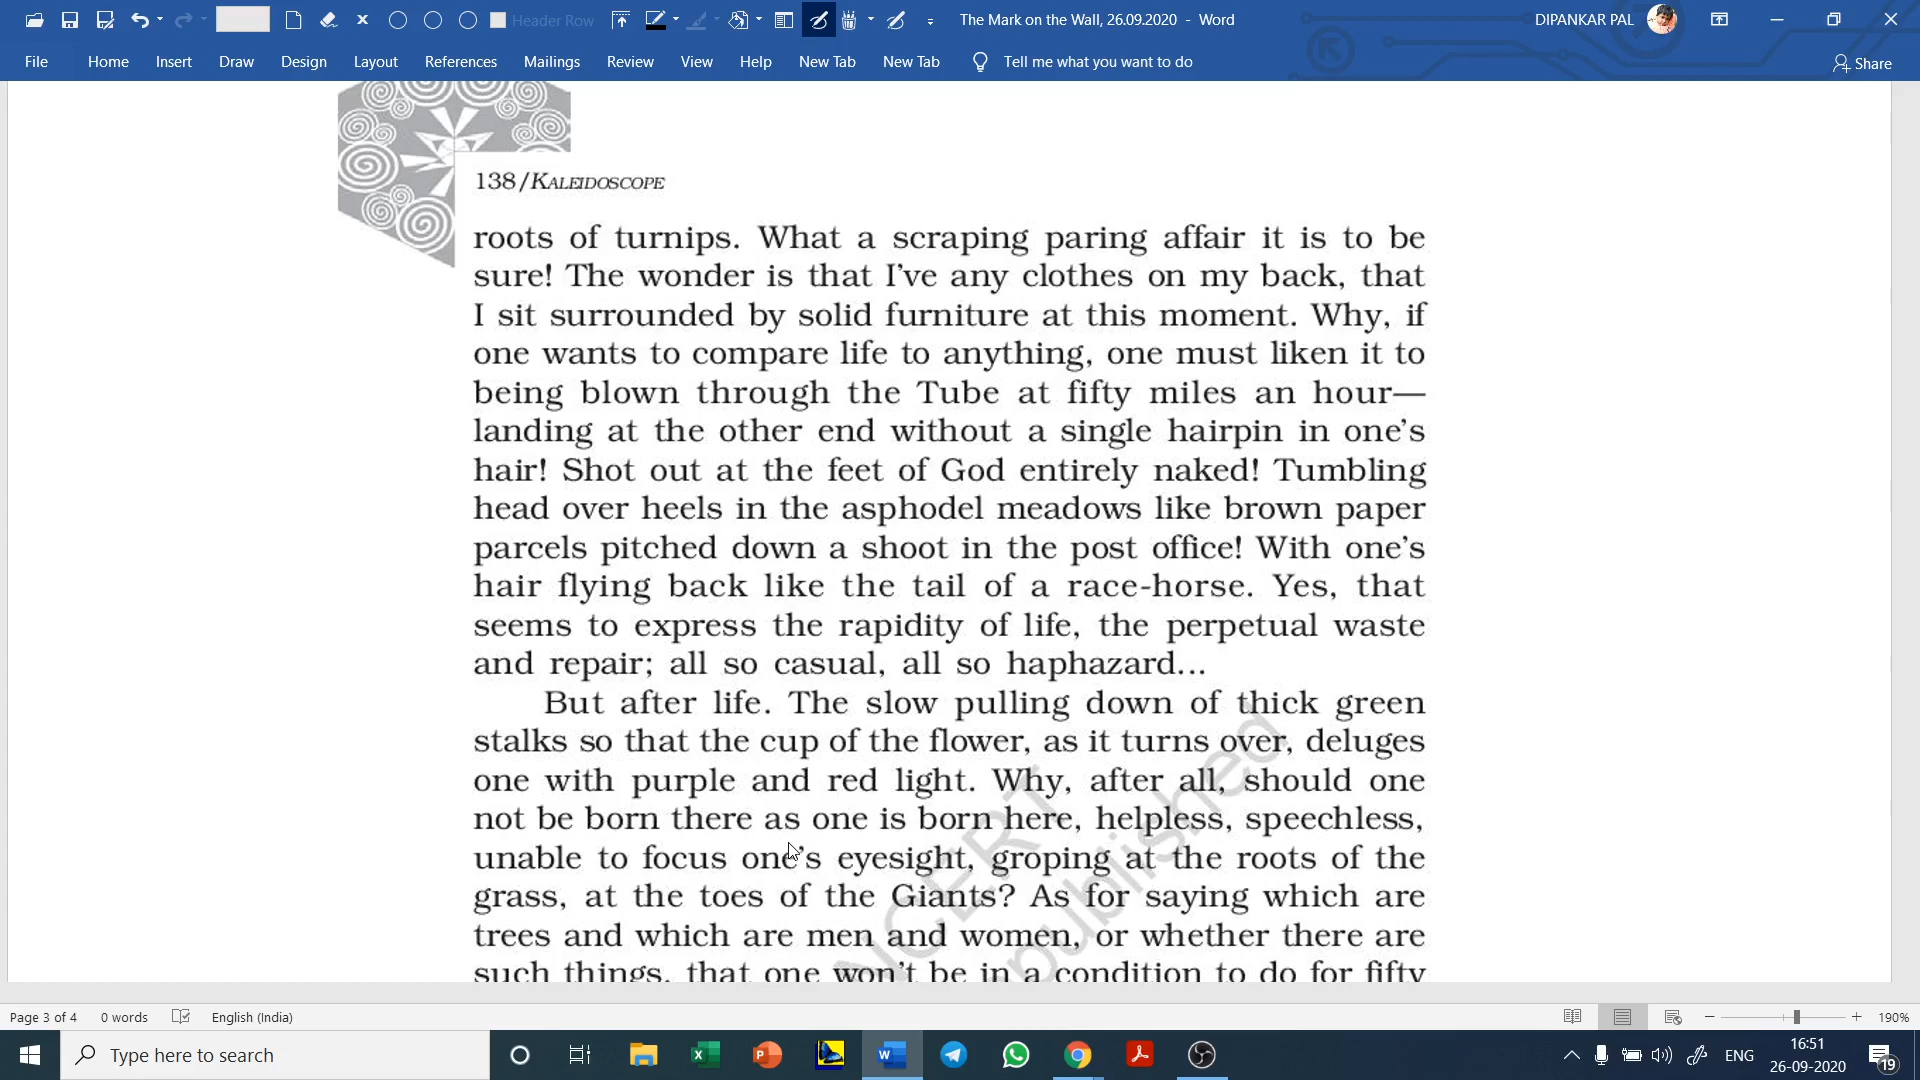 Header Row
The Mark on the Wall, 26.09.2020 - Word
DIPANKAR PAL
File Home Insert Draw Design Layout References Mailings Review View Help New Tab New Tab Tell me what you want to do
Share
138/KALEIDOSCOPE
roots of turnips. What a scraping paring affair it is to be
sure! The wonder is that I've any clothes on my back, that
I sit surrounded by solid furniture at this moment. Why, if
one wants to compare life to anything, one must liken it to
being blown through the Tube at fifty miles an hour—
landing at the other end without a single hairpin in one's
hair! Shot out at the feet of God entirely naked! Tumbling
head over heels in the asphodel meadows like brown paper
parcels pitched down a shoot in the post office! With one's
hair flying back like the tail of a race-horse. Yes, that
seems to express the rapidity of life, the perpetual waste
and repair; all so casual, all so haphazard...
But after life. The slow pulling down of thick green
stalks so that the cup of the flower, as it turns over, deluges
one with purple and red light. Why, after all, should one
not be born there as one is born here, helpless, speechless,
unable to focus one's eyesight, groping at the roots of the
grass, at the toes of the Giants? As for saying which are
trees and which are men and women, or whether there are
such things, that one won't be in a condition to do for fifty
NCERT
published
Page 3 of 4 0 words English (India) 190%
Type here to search
ENG
16:51
26-09-2020
19